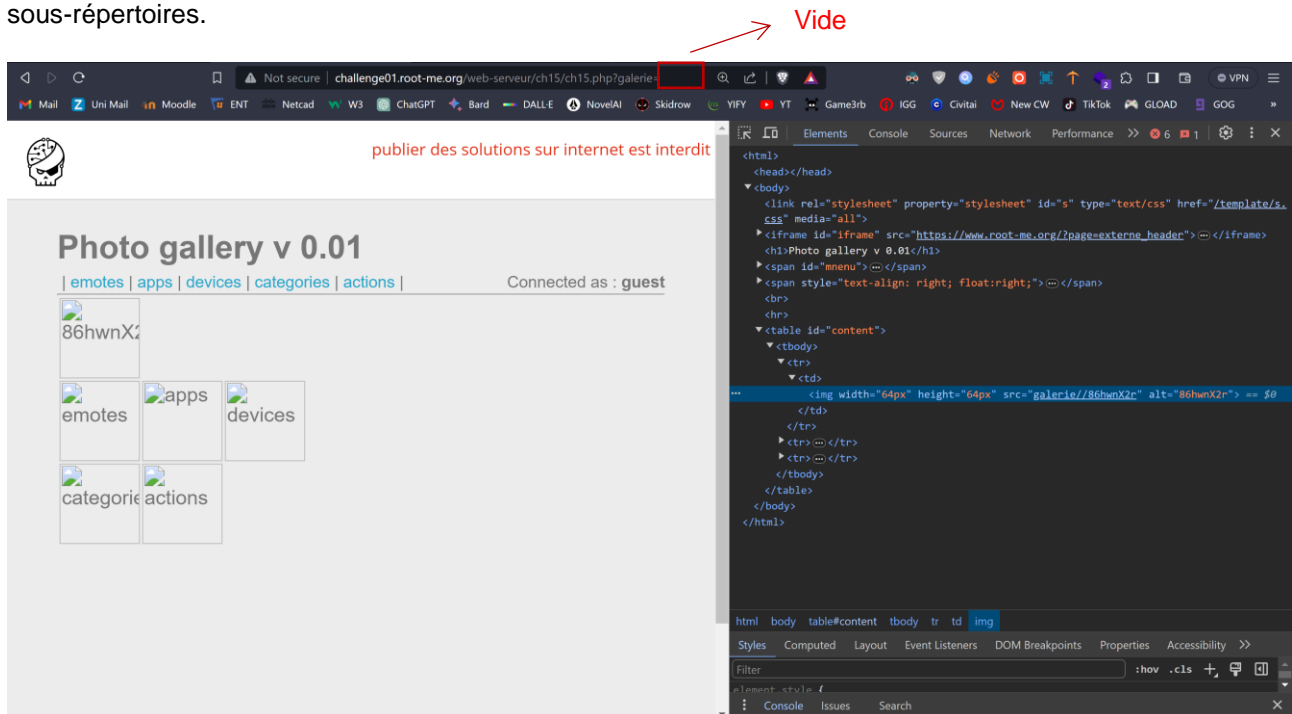 sous-répertoires.
Vide
Not secure | challenge01.root-me.org/web-serveur/ch15/ch15.php?galerie=
VPN
Mail Uni Mail Moodle ENT Netcad W3 ChatGPT Bard DALL-E NovelAI Skidrow YIFY YT Game3rb IGG Civitai New CW TikTok GLOAD GOG »
publier des solutions sur internet est interdit
Photo gallery v 0.01
| emotes | apps | devices | categories | actions | Connected as : guest
86hwnX2
emotes apps devices
categorie actions
Elements Console Sources Network Performance 6 1
<html>
<head></head>
<body>
<link rel="stylesheet" property="stylesheet" id="s" type="text/css" href="/template/s.
css" media="all">
<iframe id="iframe" src="https://www.root-me.org/?page=externe_header"> </iframe>
<h1>Photo gallery v 0.01</h1>
<span id="mnenu"> </span>
<span style="text-align: right; float:right;"> </span>
<br>
<hr>
<table id="content">
<tbody>
<tr>
<td>
<img width="64px" height="64px" src="galerie//86hwnX2r" alt="86hwnX2r"> == $0
</td>
</tr>
<tr> </tr>
<tr> </tr>
</tbody>
</table>
</body>
</html>
html body table#content tbody tr td img
Styles Computed Layout Event Listeners DOM Breakpoints Properties Accessibility
Filter :hov .cls
element.style {
Console Issues Search